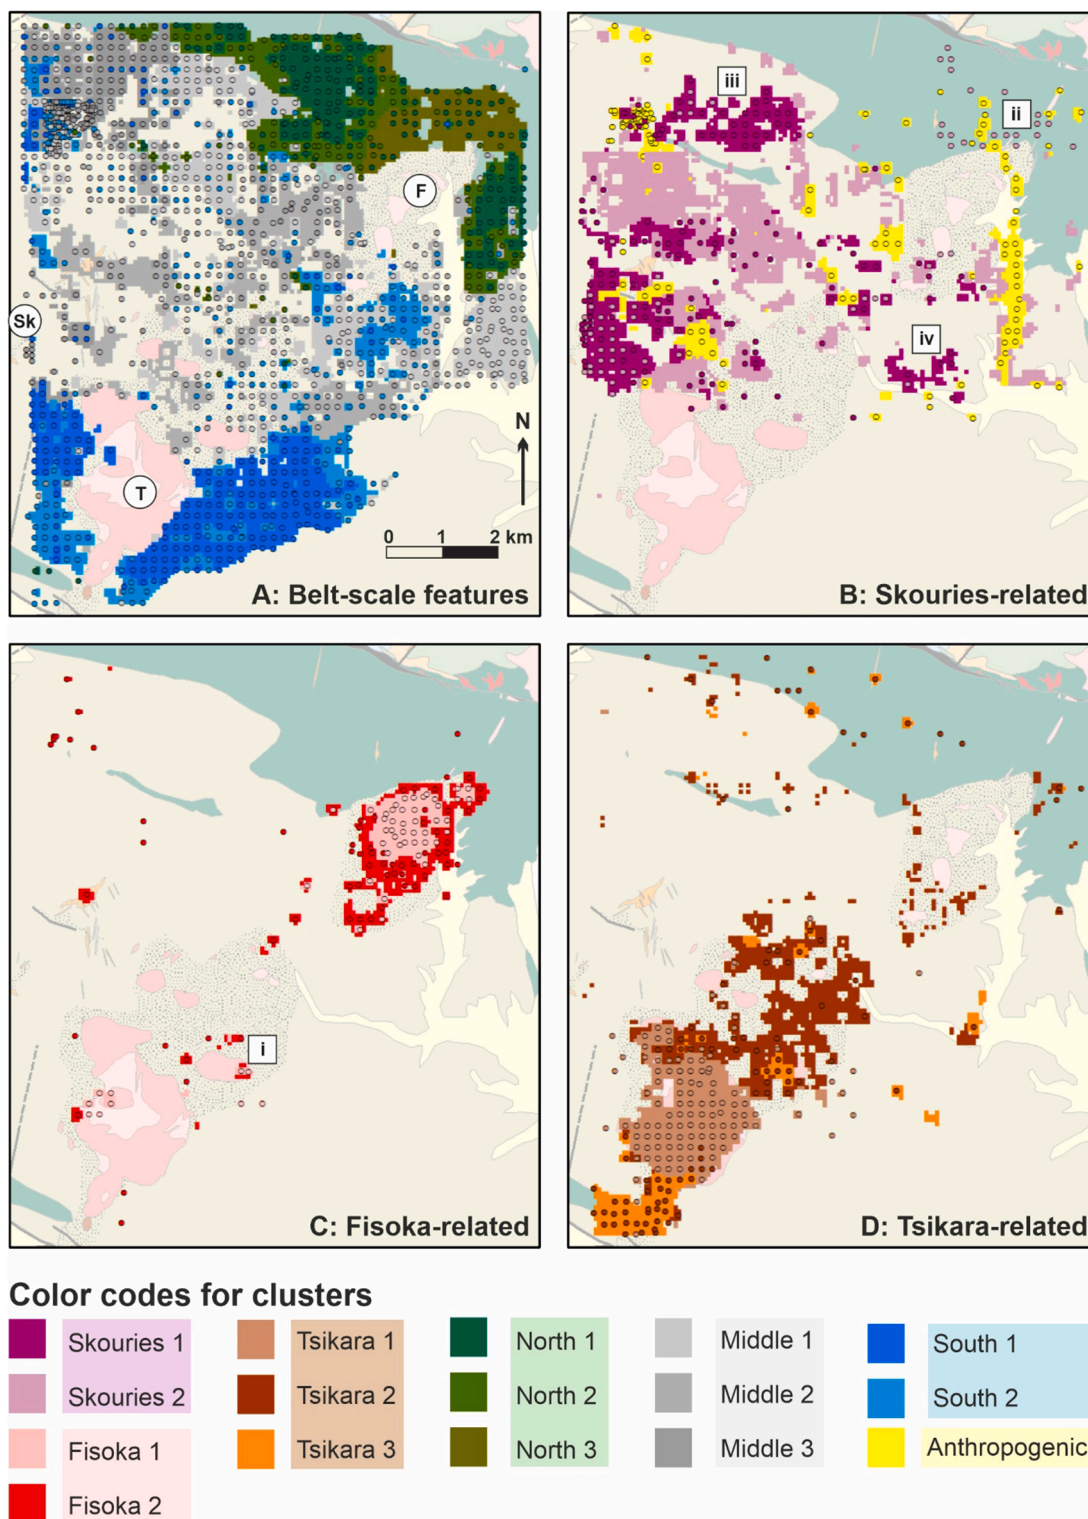 F
Sk
T
N
0 1 2 km
A: Belt-scale features
iii
ii
iv
B: Skouries-related
i
C: Fisoka-related
D: Tsikara-related
Color codes for clusters
Skouries 1
Tsikara 1
North 1
Middle 1
South 1
Skouries 2
Tsikara 2
North 2
Middle 2
South 2
Fisoka 1
Tsikara 3
North 3
Middle 3
Anthropogenic
Fisoka 2